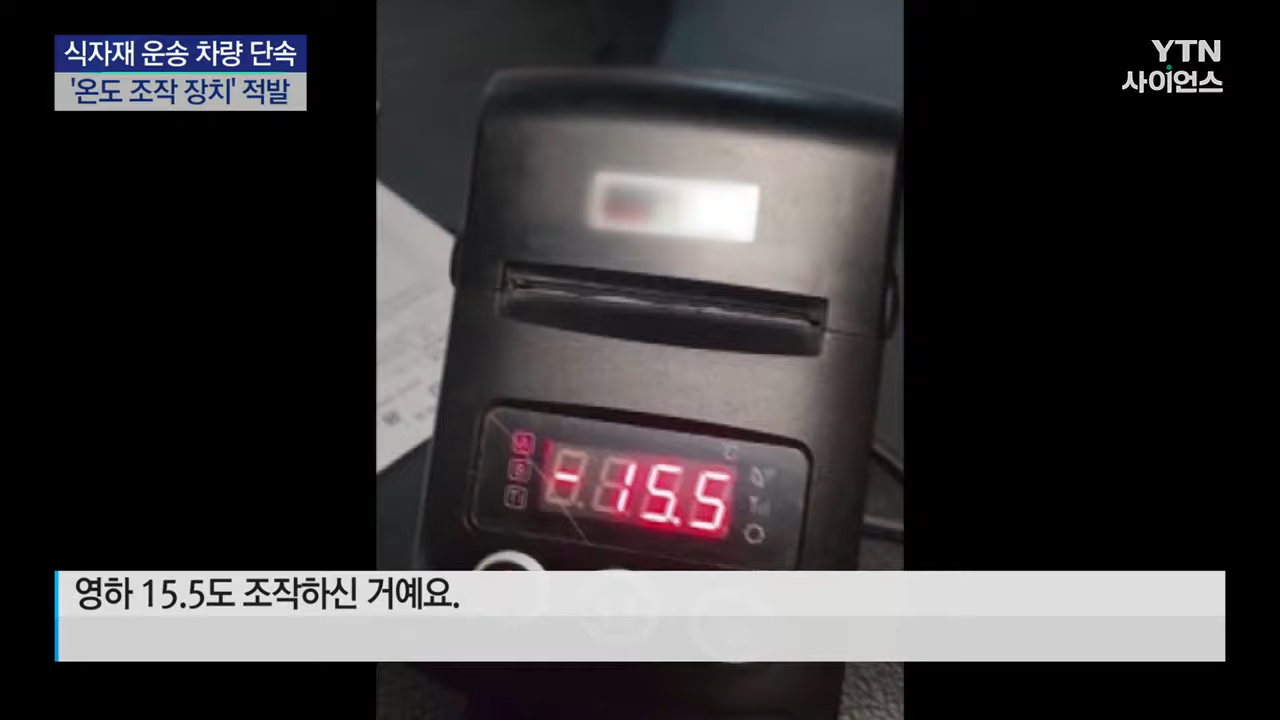 식자재 운송 차량 단속
'온도 조작 장치' 적발
YTN
사이언스
-15.5
영하 15.5도 조작하신 거예요.